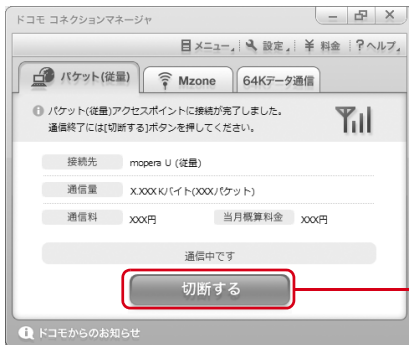 ドコモ コネクションマネージャ
メニュー 設定 ¥ 料金 ? ヘルプ
パケット(従量) Mzone 64Kデータ通信
パケット(従量)アクセスポイントに接続が完了しました。
通信終了には[切断する]ボタンを押してください。
接続先 mopera U (従量)
通信量 X.XXX Kバイト(XXXパケット)
通信料 XXX円 当月概算料金 XXX円
通信中です
切断する
ドコモからのお知らせ